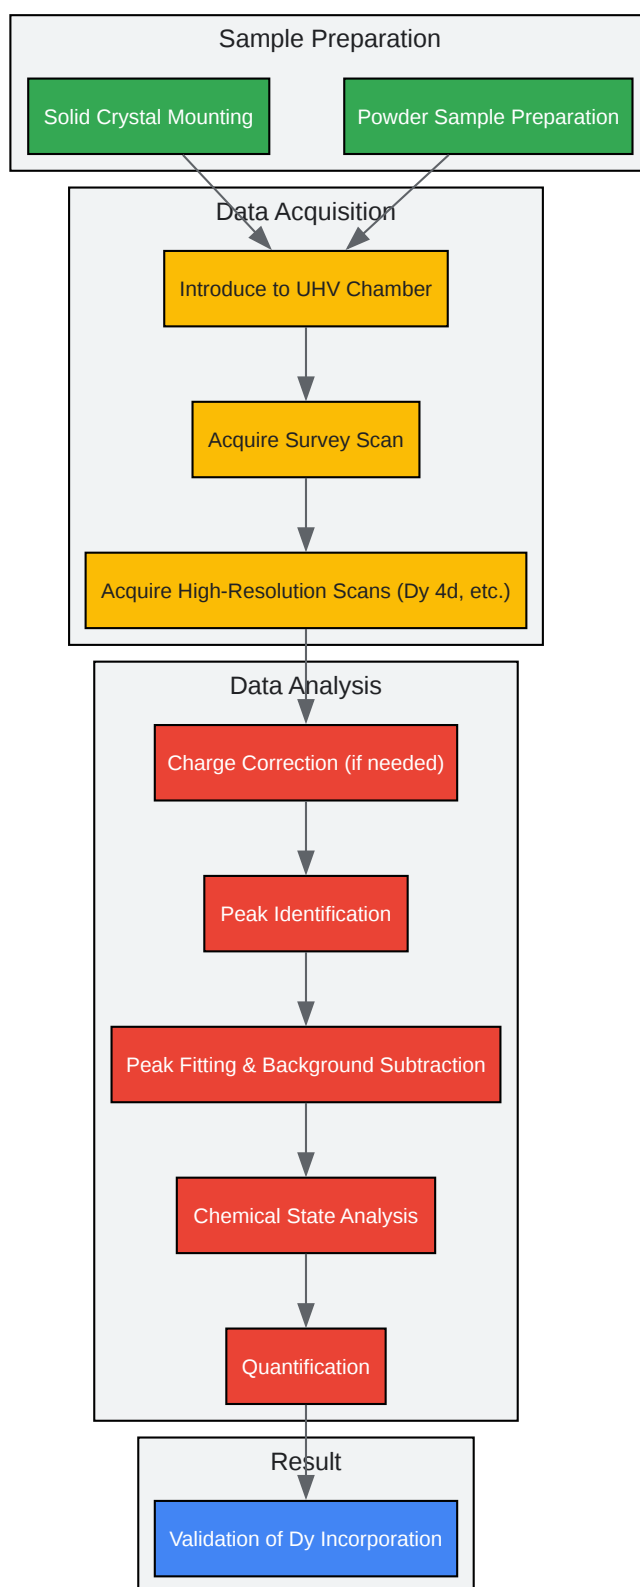 Sample Preparation
Solid Crystal Mounting
Powder Sample Preparation
Data Acquisition
Introduce to UHV Chamber
Acquire Survey Scan
Acquire High-Resolution Scans (Dy 4d, etc.)
Data Analysis
Charge Correction (if needed)
Peak Identification
Peak Fitting & Background Subtraction
Chemical State Analysis
Quantification
Result
Validation of Dy Incorporation